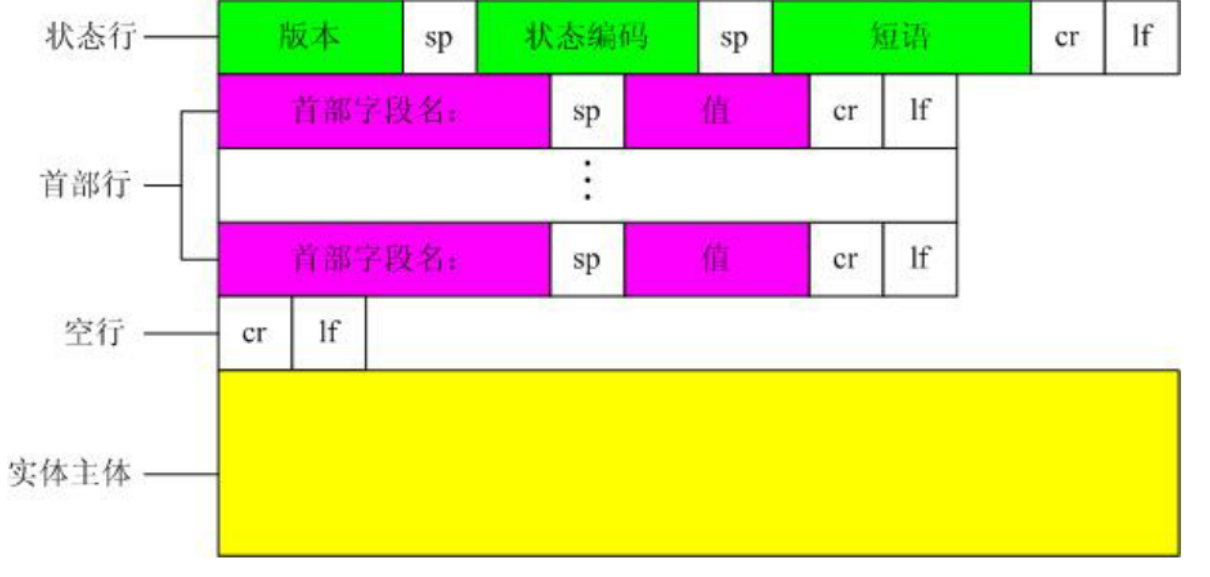 状态行 版本 sp 状态编码 sp 短语 cr lf
首部字段名： sp 值 cr lf
首部行 ⋮
首部字段名： sp 值 cr lf
空行 cr lf
实体主体